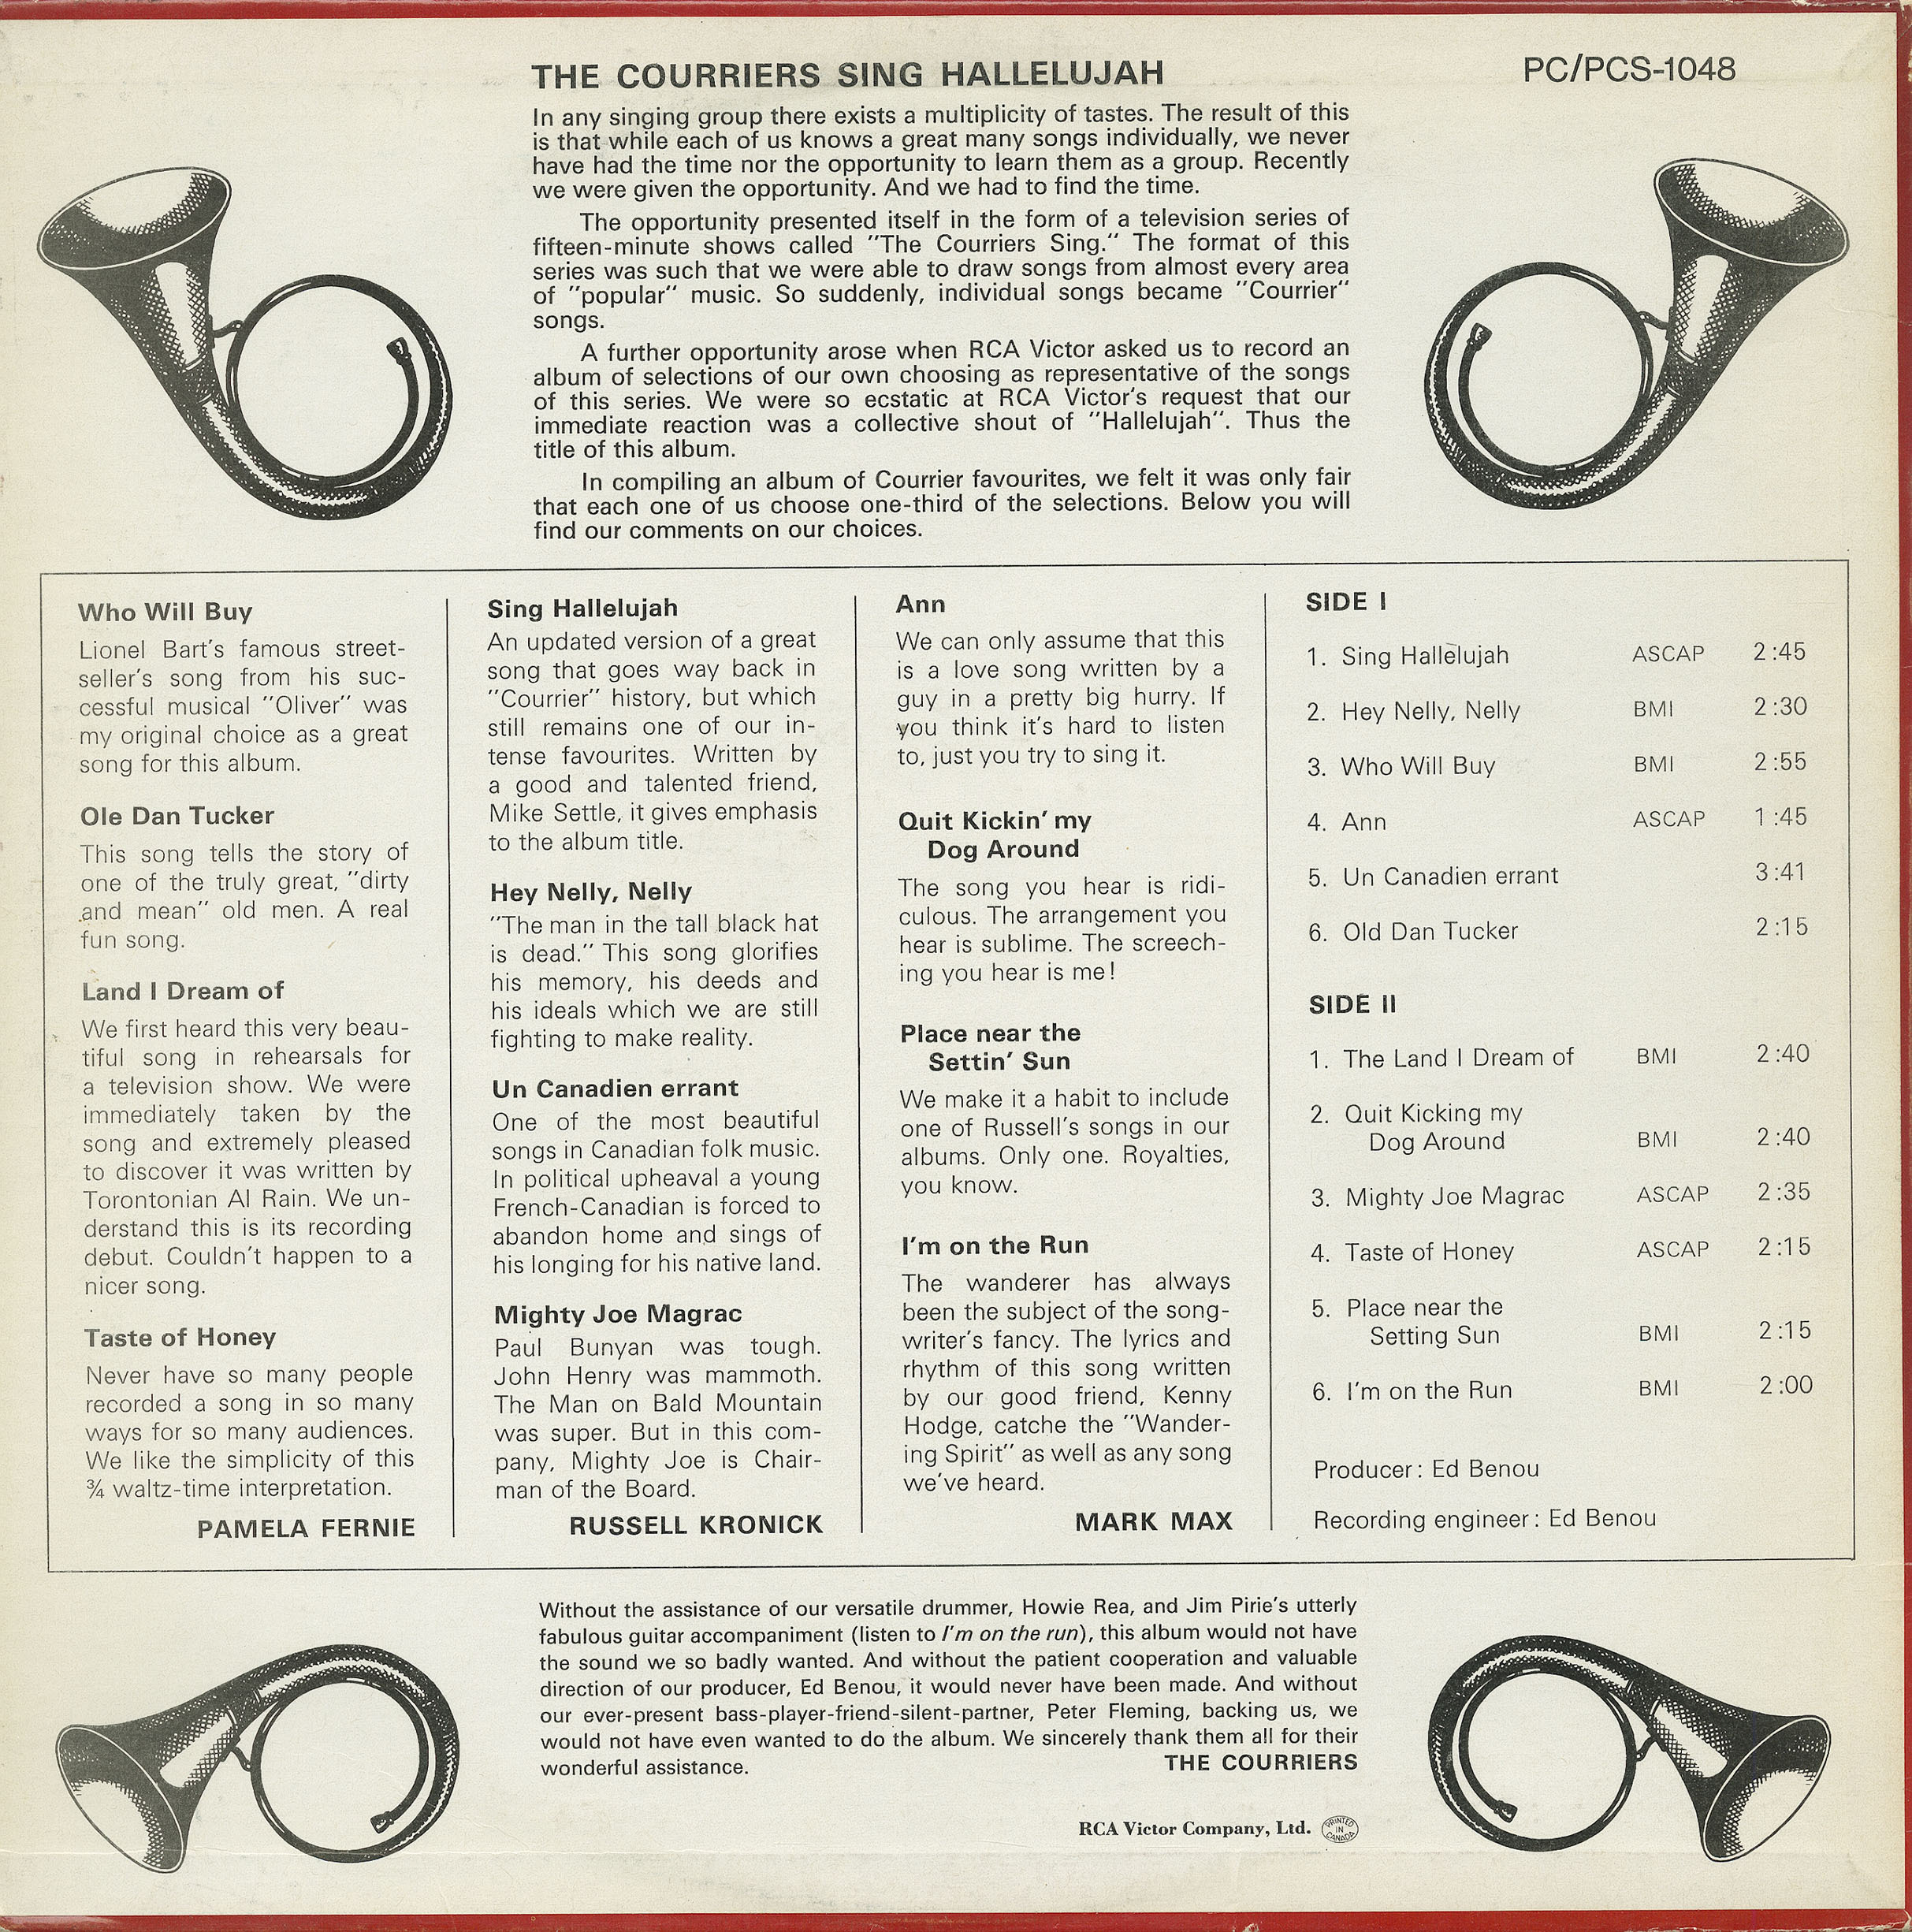 THE COURRIERS SING HALLELUJAH
PC/PCS-1048
In any singing group there exists a multiplicity of tastes. The result of this
is that while each of us knows a great many songs individually, we never
have had the time nor the opportunity to learn them as a group. Recently
we were given the opportunity. And we had to find the time.
The opportunity presented itself in the form of a television series of
fifteen-minute shows called "The Courriers Sing." The format of this
series was such that we were able to draw songs from almost every area
of "popular" music. So suddenly, individual songs became "Courrier"
songs.
A further opportunity arose when RCA Victor asked us to record an
album of selections of our own choosing as representative of the songs
of this series. We were so ecstatic at RCA Victor's request that our
immediate reaction was a collective shout of "Hallelujah". Thus the
title of this album.
In compiling an album of Courrier favourites, we felt it was only fair
that each one of us choose one-third of the selections. Below you will
find our comments on our choices.
Who Will Buy
Lionel Bart's famous street-
seller's song from his suc-
cessful musical "Oliver" was
my original choice as a great
song for this album.
Ole Dan Tucker
This song tells the story of
one of the truly great, "dirty
and mean" old men. A real
fun song.
Land I Dream of
We first heard this very beau-
tiful song in rehearsals for
a television show. We were
immediately taken by the
song and extremely pleased
to discover it was written by
Torontonian Al Rain. We un-
derstand this is its recording
debut. Couldn't happen to a
nicer song.
Taste of Honey
Never have so many people
recorded a song in so many
ways for so many audiences.
We like the simplicity of this
¾ waltz-time interpretation.
PAMELA FERNIE
Sing Hallelujah
An updated version of a great
song that goes way back in
"Courrier" history, but which
still remains one of our in-
tense favourites. Written by
a good and talented friend,
Mike Settle, it gives emphasis
to the album title.
Hey Nelly, Nelly
"The man in the tall black hat
is dead." This song glorifies
his memory, his deeds and
his ideals which we are still
fighting to make reality.
Un Canadien errant
One of the most beautiful
songs in Canadian folk music.
In political upheaval a young
French-Canadian is forced to
abandon home and sings of
his longing for his native land.
Mighty Joe Magrac
Paul Bunyan was tough.
John Henry was mammoth.
The Man on Bald Mountain
was super. But in this com-
pany, Mighty Joe is Chair-
man of the Board.
RUSSELL KRONICK
Ann
We can only assume that this
is a love song written by a
guy in a pretty big hurry. If
you think it's hard to listen
to, just you try to sing it.
Quit Kickin' my
Dog Around
The song you hear is ridi-
culous. The arrangement you
hear is sublime. The screech-
ing you hear is me!
Place near the
Settin' Sun
We make it a habit to include
one of Russell's songs in our
albums. Only one. Royalties,
you know.
I'm on the Run
The wanderer has always
been the subject of the song-
writer's fancy. The lyrics and
rhythm of this song written
by our good friend, Kenny
Hodge, catche the "Wander-
ing Spirit" as well as any song
we've heard.
MARK MAX
SIDE I
1. Sing Hallelujah ASCAP 2:45
2. Hey Nelly, Nelly BMI 2:30
3. Who Will Buy BMI 2:55
4. Ann ASCAP 1:45
5. Un Canadien errant 3:41
6. Old Dan Tucker 2:15
SIDE II
1. The Land I Dream of BMI 2:40
2. Quit Kicking my
Dog Around BMI 2:40
3. Mighty Joe Magrac ASCAP 2:35
4. Taste of Honey ASCAP 2:15
5. Place near the
Setting Sun BMI 2:15
6. I'm on the Run BMI 2:00
Producer: Ed Benou
Recording engineer: Ed Benou
Without the assistance of our versatile drummer, Howie Rea, and Jim Pirie's utterly
fabulous guitar accompaniment (listen to I'm on the run), this album would not have
the sound we so badly wanted. And without the patient cooperation and valuable
direction of our producer, Ed Benou, it would never have been made. And without
our ever-present bass-player-friend-silent-partner, Peter Fleming, backing us, we
would not have even wanted to do the album. We sincerely thank them all for their
wonderful assistance.
THE COURRIERS
RCA Victor Company, Ltd.
PRINTED
IN
CANADA